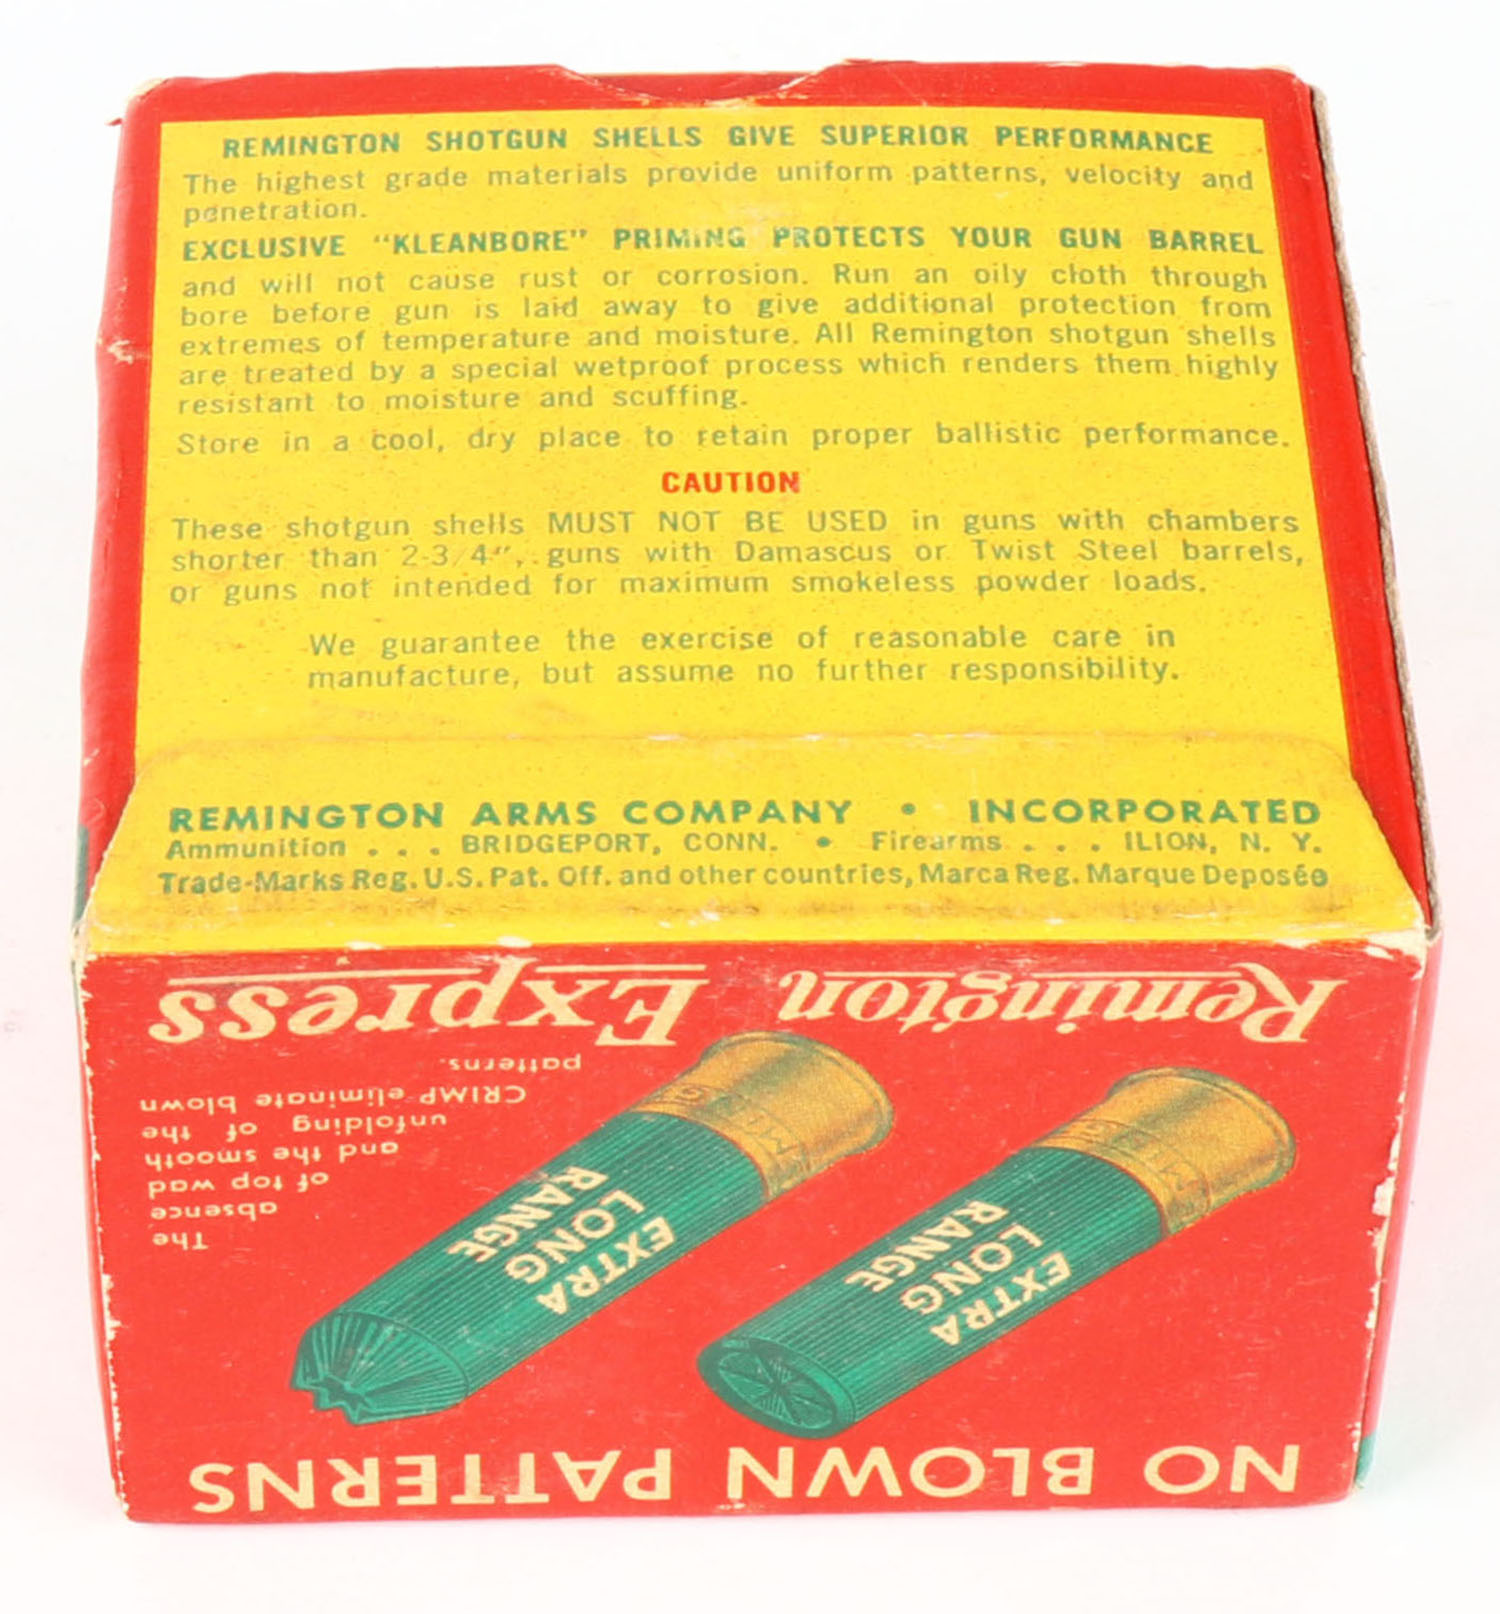 REMINGTON SHOTGUN SHELLS GIVE SUPERIOR PERFORMANCE
The highest grade materials provide uniform patterns, velocity and
penetration.
EXCLUSIVE "KLEANBORE" PRIMING PROTECTS YOUR GUN BARREL
and will not cause rust or corrosion. Run an oily cloth through
bore before gun is laid away to give additional protection from
extremes of temperature and moisture. All Remington shotgun shells
are treated by a special wetproof process which renders them highly
resistant to moisture and scuffing.
Store in a cool, dry place to retain proper ballistic performance.
CAUTION
These shotgun shells MUST NOT BE USED in guns with chambers
shorter than 2-3/4", guns with Damascus or Twist Steel barrels,
or guns not intended for maximum smokeless powder loads.
We guarantee the exercise of reasonable care in
manufacture, but assume no further responsibility.
REMINGTON ARMS COMPANY • INCORPORATED
Ammunition . . . BRIDGEPORT, CONN. • Firearms . . . ILION, N. Y.
Trade-Marks Reg. U.S. Pat. Off. and other countries, Marca Reg. Marque Deposée
NO BLOWN PATTERNS
EXTRA
LONG
RANGE
EXTRA
LONG
RANGE
The
absence
of top wad
and the smooth
unfolding of the
CRIMP eliminate blown
patterns.
Remington Express